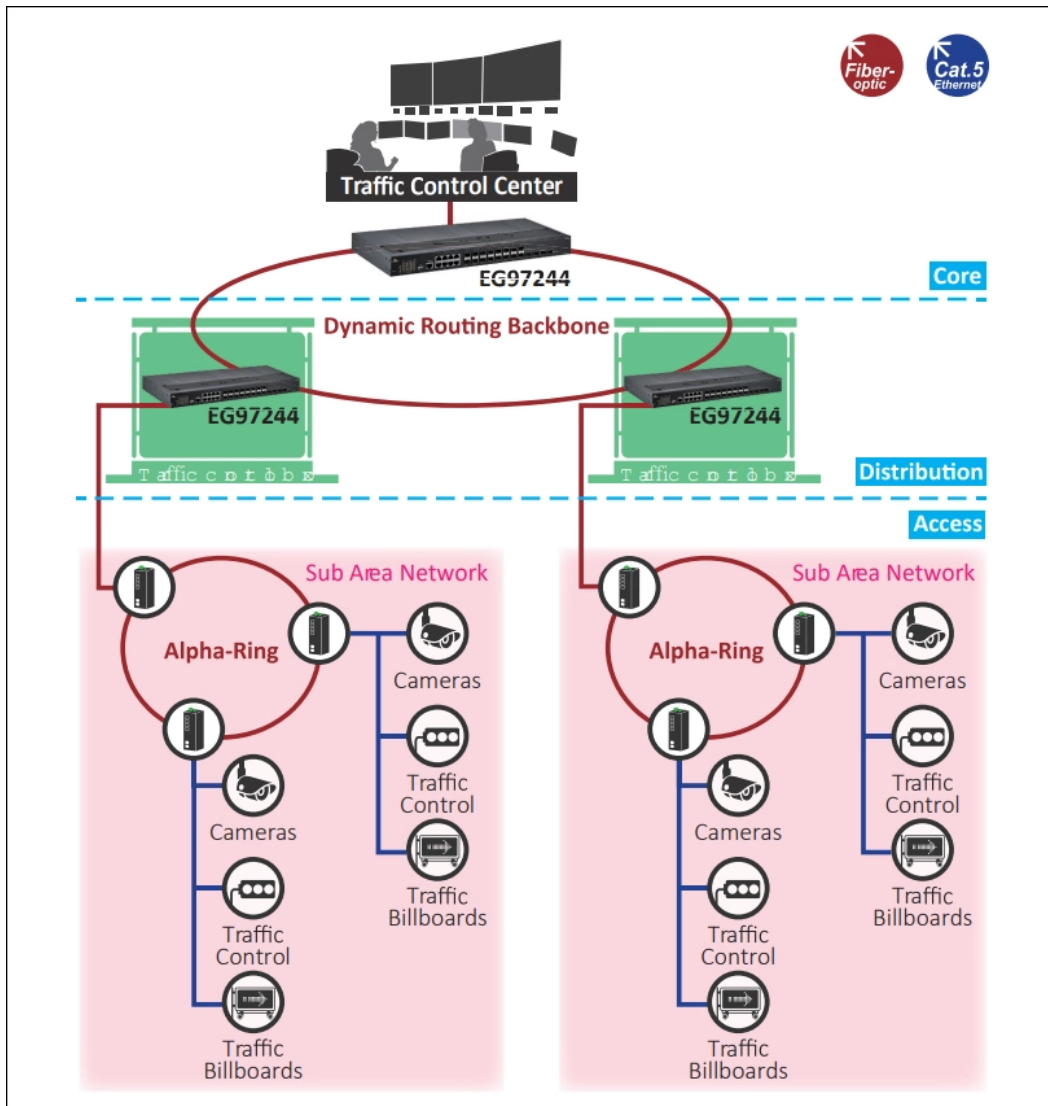 Fiber-
optic
Cat.5
Ethernet
Traffic Control Center
EG97244
Core
Dynamic Routing Backbone
EG97244
EG97244
Distribution
Access
Sub Area Network
Alpha-Ring
Cameras
Traffic
Control
Traffic
Billboards
Cameras
Traffic
Control
Traffic
Billboards
Sub Area Network
Alpha-Ring
Cameras
Traffic
Control
Traffic
Billboards
Cameras
Traffic
Control
Traffic
Billboards